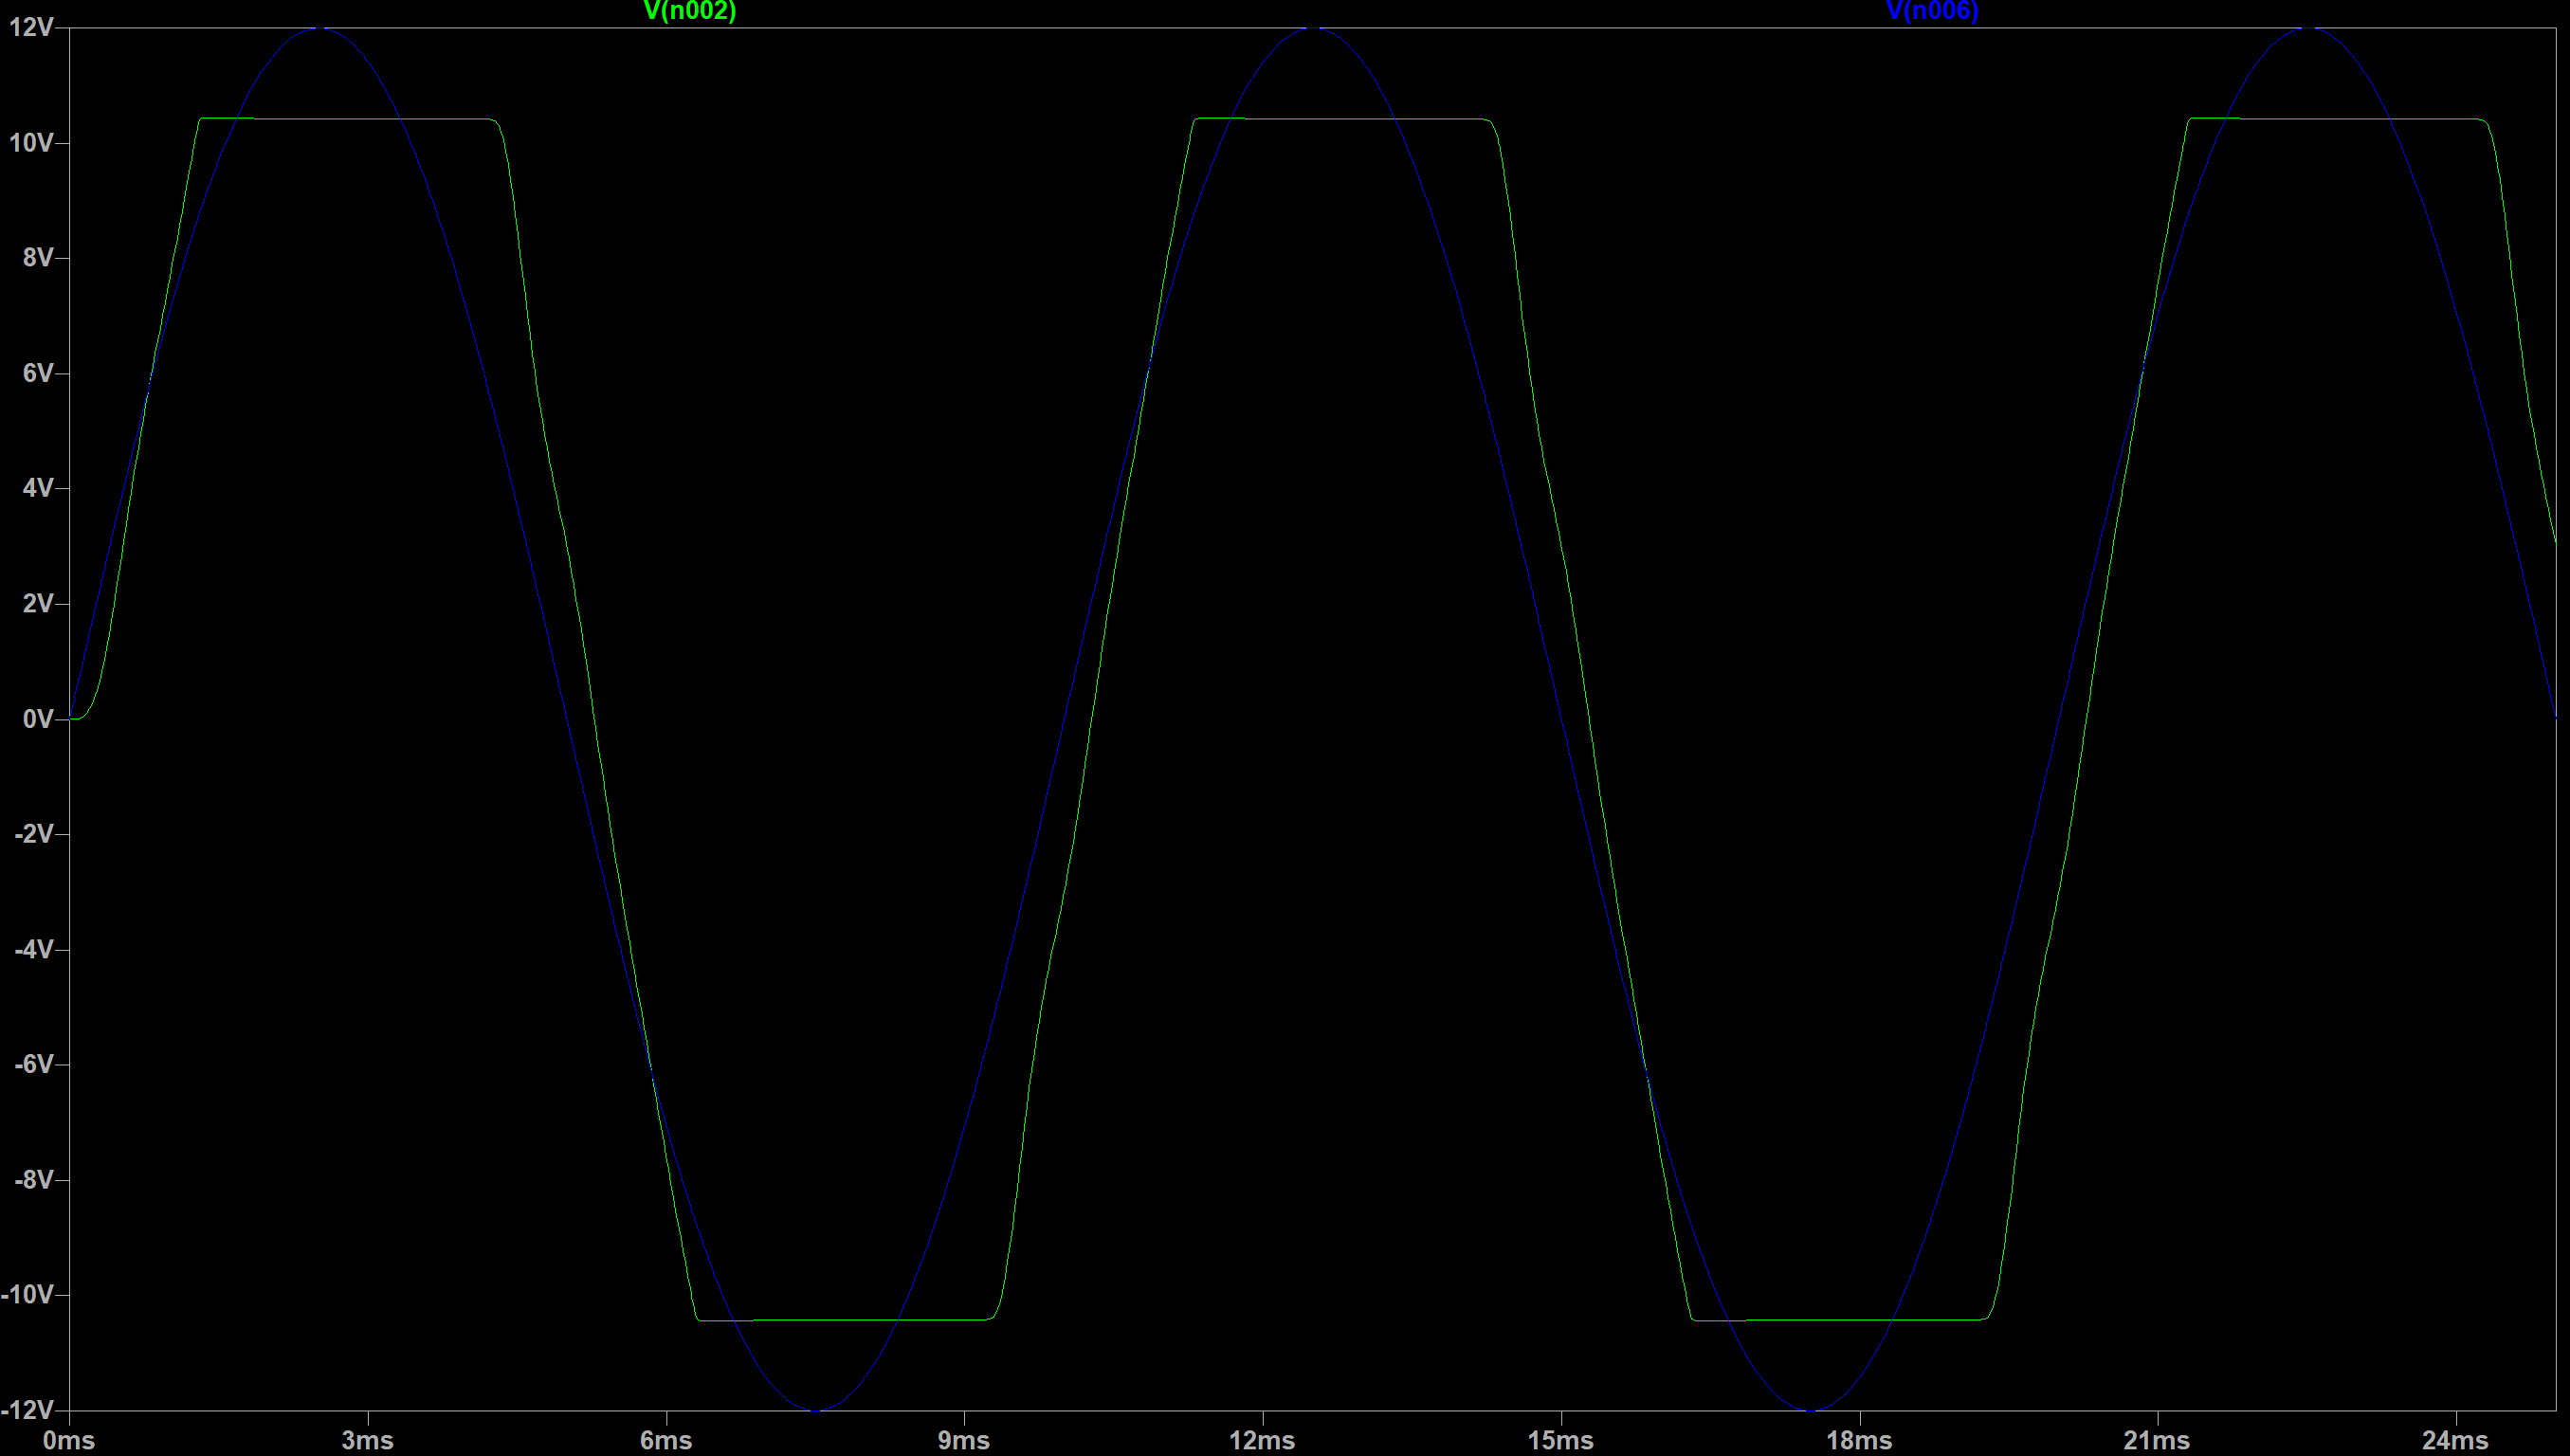 V(n002) V(n006)
12V
10V
8V
6V
4V
2V
0V
-2V
-4V
-6V
-8V
-10V
-12V
0ms 3ms 6ms 9ms 12ms 15ms 18ms 21ms 24ms